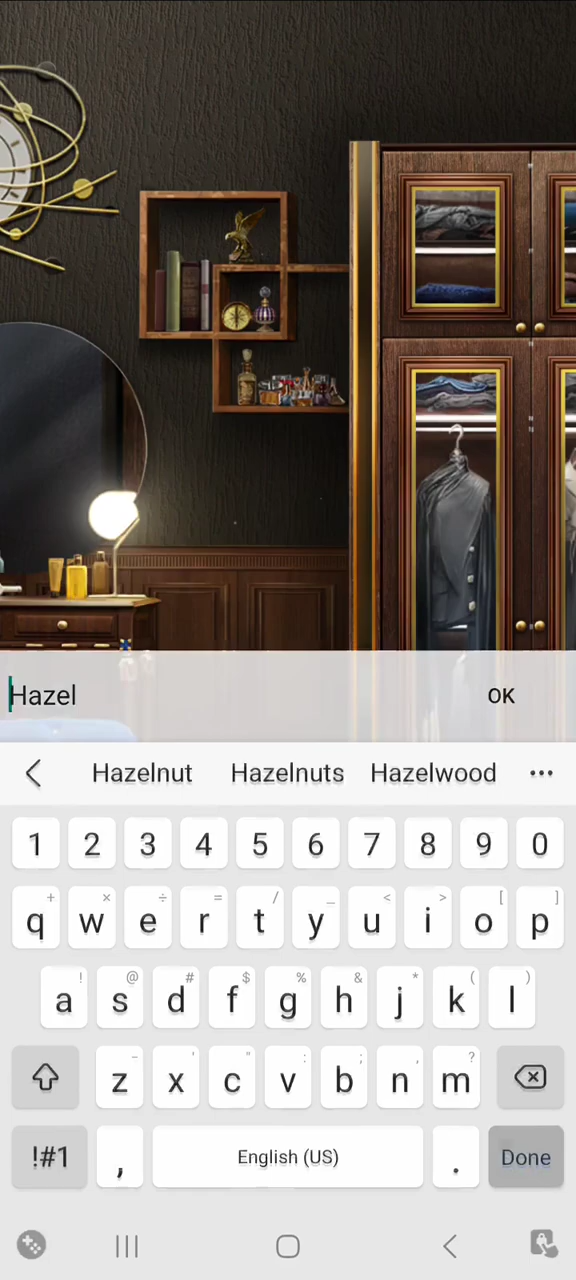 Hazel
OK
Hazelnut Hazelnuts Hazelwood ...
1 2 3 4 5 6 7 8 9 0
+ × ÷ = / _ < > [ ]
q w e r t y u i o p
! @ # $ % & * ( )
a s d f g h j k l
- ' " : ; , ?
z x c v b n m
!#1 , English (US) . Done